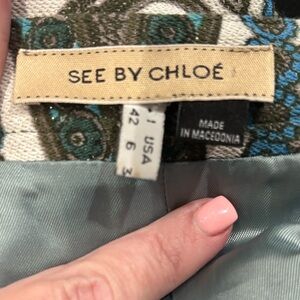 SEE BY CHLOÉ
I USA
42 6
MADE
IN MACEDONIA